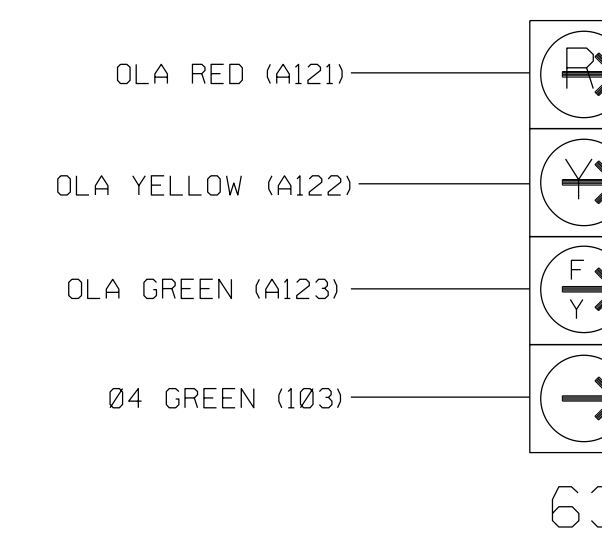 OLA RED (A121)
R
OLA YELLOW (A122)
Y
OLA GREEN (A123)
F
Y
Ø4 GREEN (1Ø3)